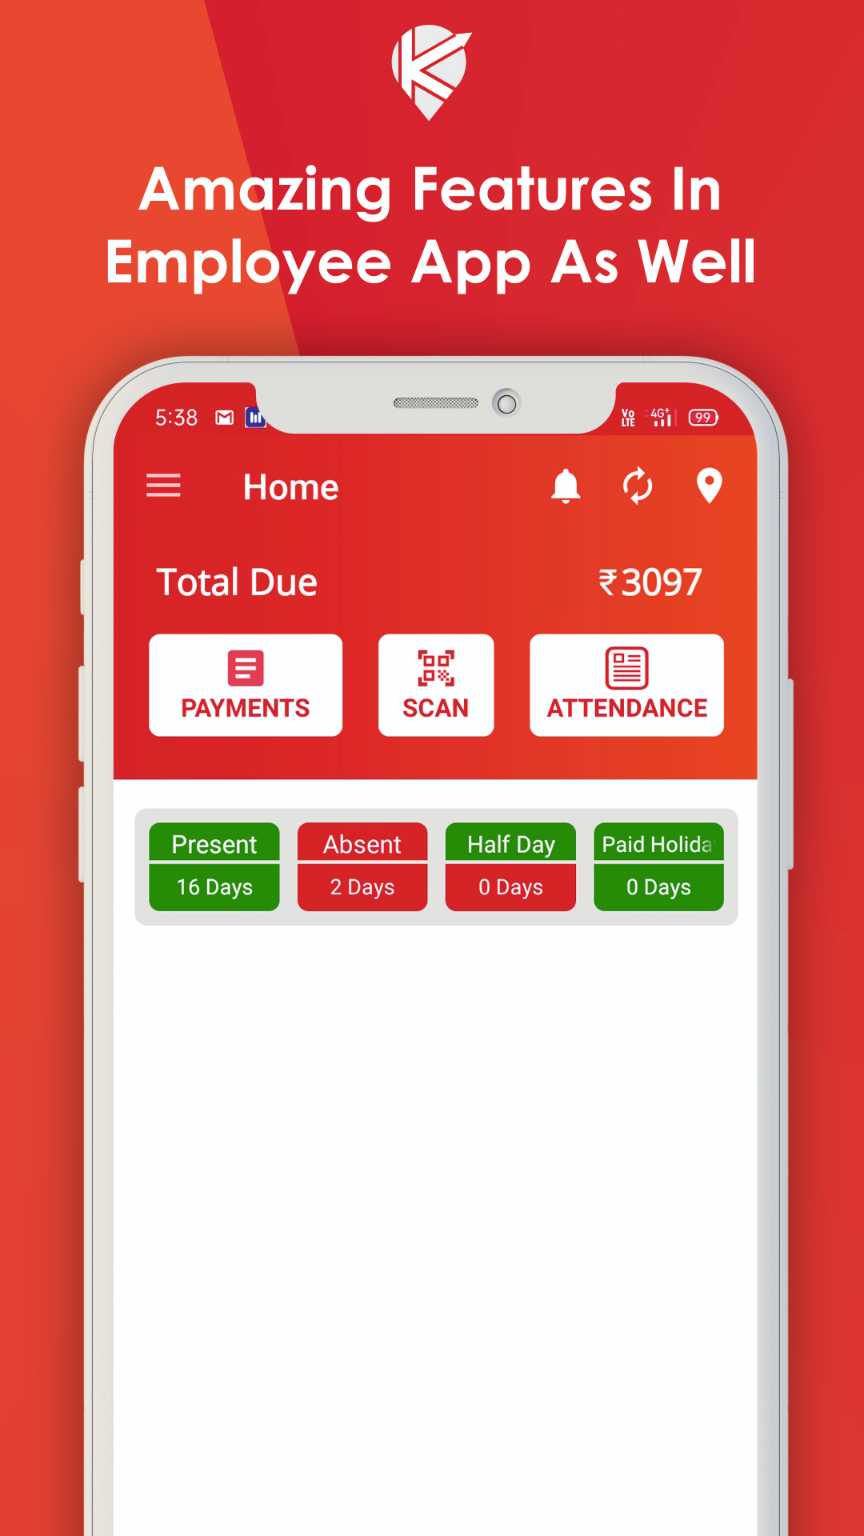 Amazing Features In
Employee App As Well
5:38
Vo LTE 4G+ 99
Home
Total Due ₹3097
PAYMENTS SCAN ATTENDANCE
Present Absent Half Day Paid Holida
16 Days 2 Days 0 Days 0 Days